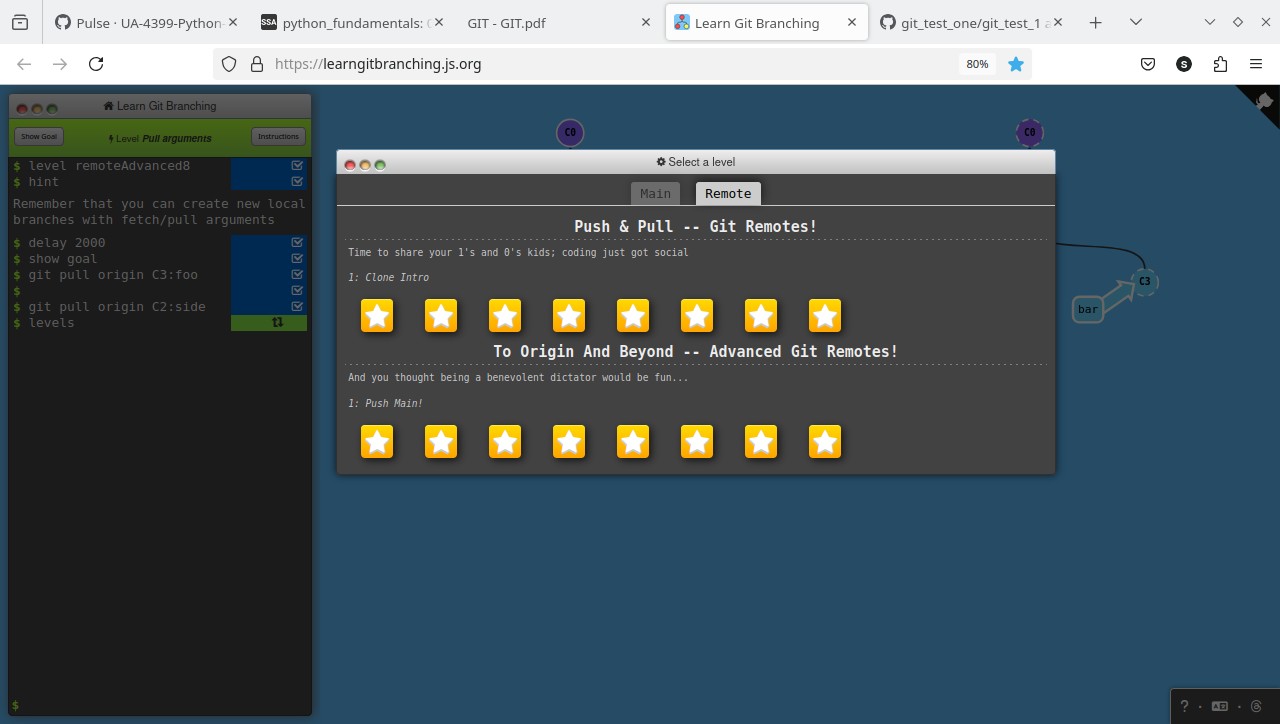 Pulse · UA-4399-Python-
SSA python_fundamentals:
GIT - GIT.pdf
Learn Git Branching
git_test_one/git_test_1
https://learngitbranching.js.org
80%
S
Learn Git Branching
Show Goal
Level Pull arguments
Instructions
$ level remoteAdvanced8
$ hint
Remember that you can create new local
branches with fetch/pull arguments
$ delay 2000
$ show goal
$ git pull origin C3:foo
$
$ git pull origin C2:side
$ levels
$
C0
C0
C3
bar
Select a level
Main
Remote
Push & Pull -- Git Remotes!
Time to share your 1's and 0's kids; coding just got social
1: Clone Intro
To Origin And Beyond -- Advanced Git Remotes!
And you thought being a benevolent dictator would be fun...
1: Push Main!
?